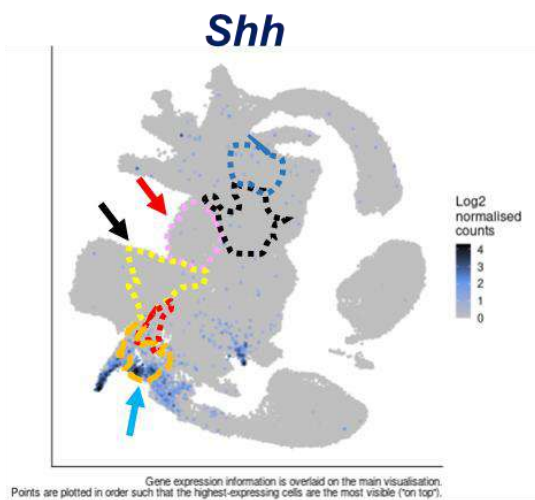 Shh
Log2
normalised
counts
4
3
2
1
0
Gene expression information is overlaid on the main visualisation.
Points are plotted in order such that the highest-expressing cells are the most visible ("on top").